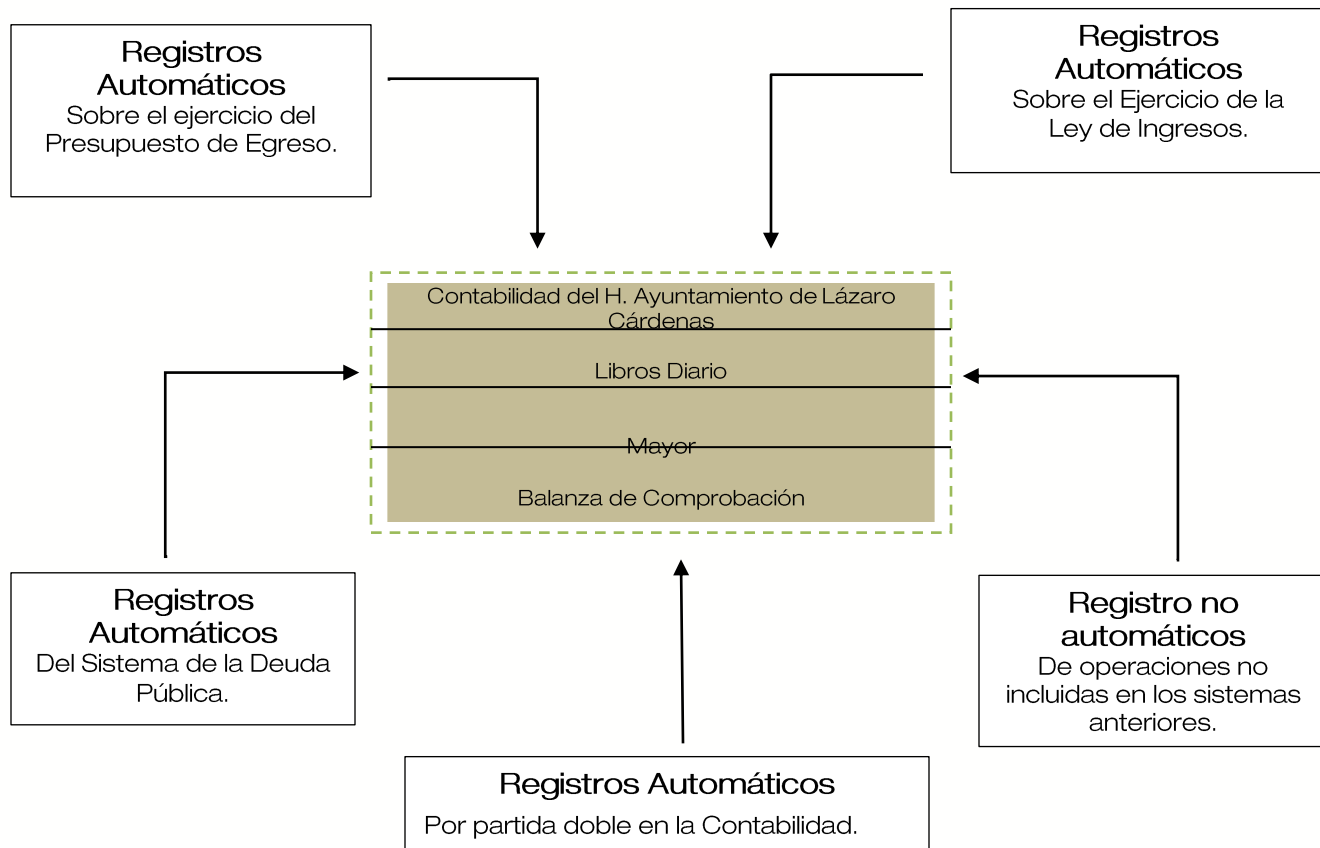 Registros
Automáticos
Sobre el ejercicio del
Presupuesto de Egreso.
Registros
Automáticos
Sobre el Ejercicio de la
Ley de Ingresos.
Contabilidad del H. Ayuntamiento de Lázaro
Cárdenas
Libros Diario
Mayor
Balanza de Comprobación
Registros
Automáticos
Del Sistema de la Deuda
Pública.
Registro no
automáticos
De operaciones no
incluidas en los sistemas
anteriores.
Registros Automáticos
Por partida doble en la Contabilidad.